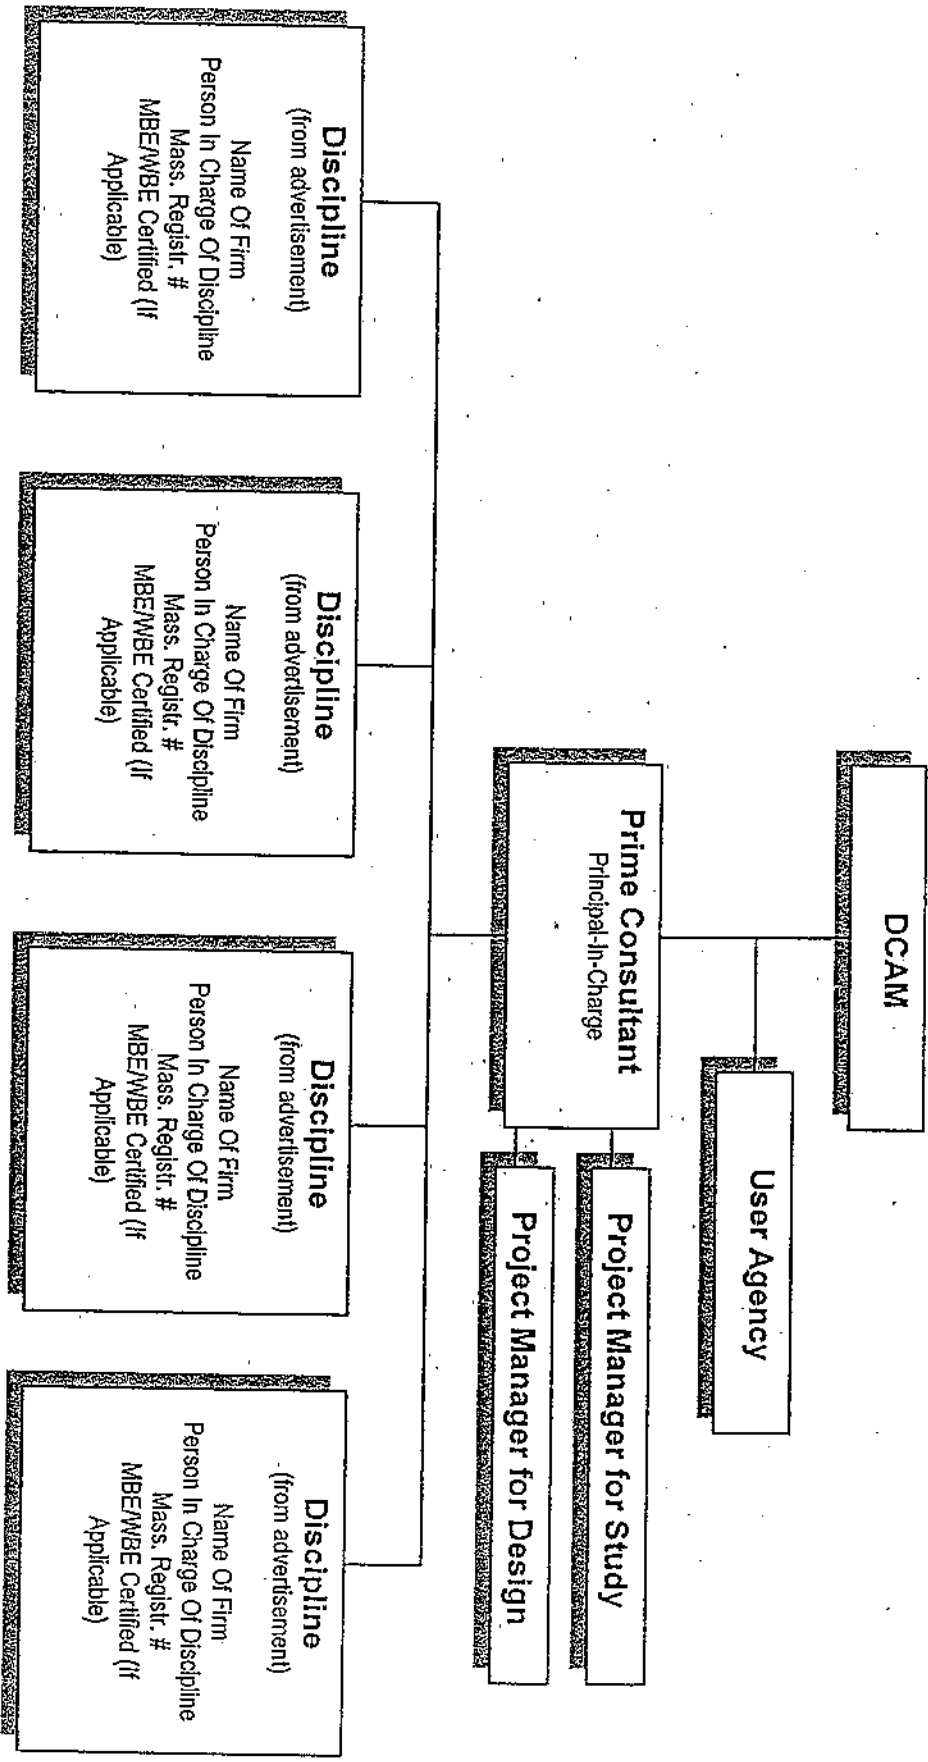 DCAM
User Agency
Prime Consultant
Principal-In-Charge
Project Manager for Study
Project Manager for Design
Discipline
(from advertisement)
Name Of Firm
Person In Charge Of Discipline
Mass. Registr. #
MBE/WBE Certified (If
Applicable)
Discipline
(from advertisement)
Name Of Firm
Person In Charge Of Discipline
Mass. Registr. #
MBE/WBE Certified (If
Applicable)
Discipline
(from advertisement)
Name Of Firm
Person In Charge Of Discipline
Mass. Registr. #
MBE/WBE Certified (If
Applicable)
Discipline
(from advertisement)
Name Of Firm
Person In Charge Of Discipline
Mass. Registr. #
MBE/WBE Certified (If
Applicable)